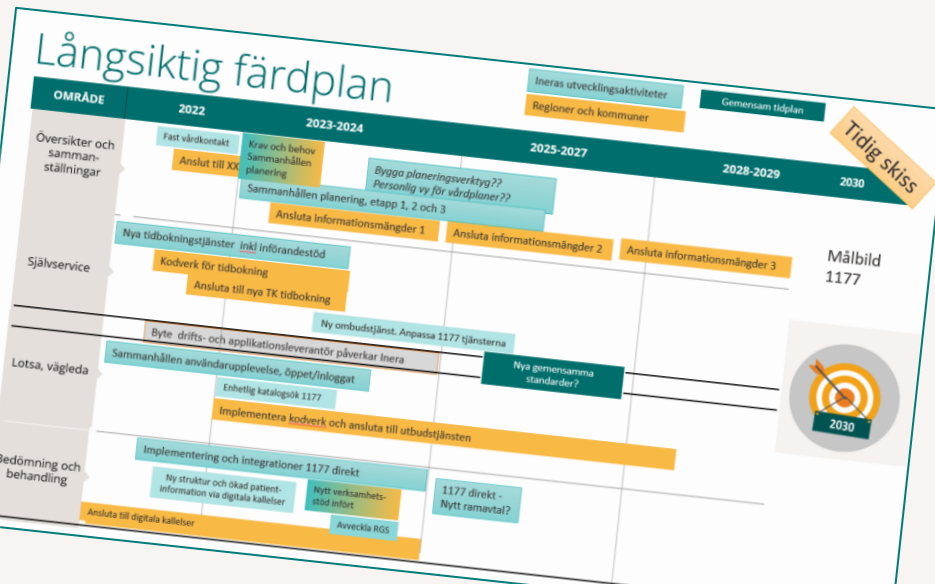 Långsiktig färdplan
Ineras utvecklingsaktiviteter
Regioner och kommuner
Gemensam tidplan
Tidig skiss
OMRÅDE
2022
2023-2024
2025-2027
2028-2029
2030
Översikter och
samman-
ställningar
Fast vårdkontakt
Anslut till XX
Krav och behov
Sammanhållen
planering
Bygga planeringsverktyg??
Personlig vy för vårdplaner??
Sammanhållen planering, etapp 1, 2 och 3
Ansluta informationsmängder 1
Ansluta informationsmängder 2
Ansluta informationsmängder 3
Målbild
1177
Självservice
Nya tidbokningstjänster inkl införandestöd
Kodverk för tidbokning
Ansluta till nya TK tidbokning
Ny ombudstjänst. Anpassa 1177 tjänsterna
Byte drifts- och applikationsleverantör påverkar Inera
Nya gemensamma
standarder?
Lotsa, vägleda
Sammanhållen användarupplevelse, öppet/inloggat
Enhetlig katalogsök 1177
Implementera kodverk och ansluta till utbudstjänsten
2030
Bedömning och
behandling
Implementering och integrationer 1177 direkt
Ny struktur och ökad patient-
information via digitala kallelser
Nytt verksamhets-
stöd infört
Avveckla RGS
1177 direkt -
Nytt ramavtal?
Ansluta till digitala kallelser